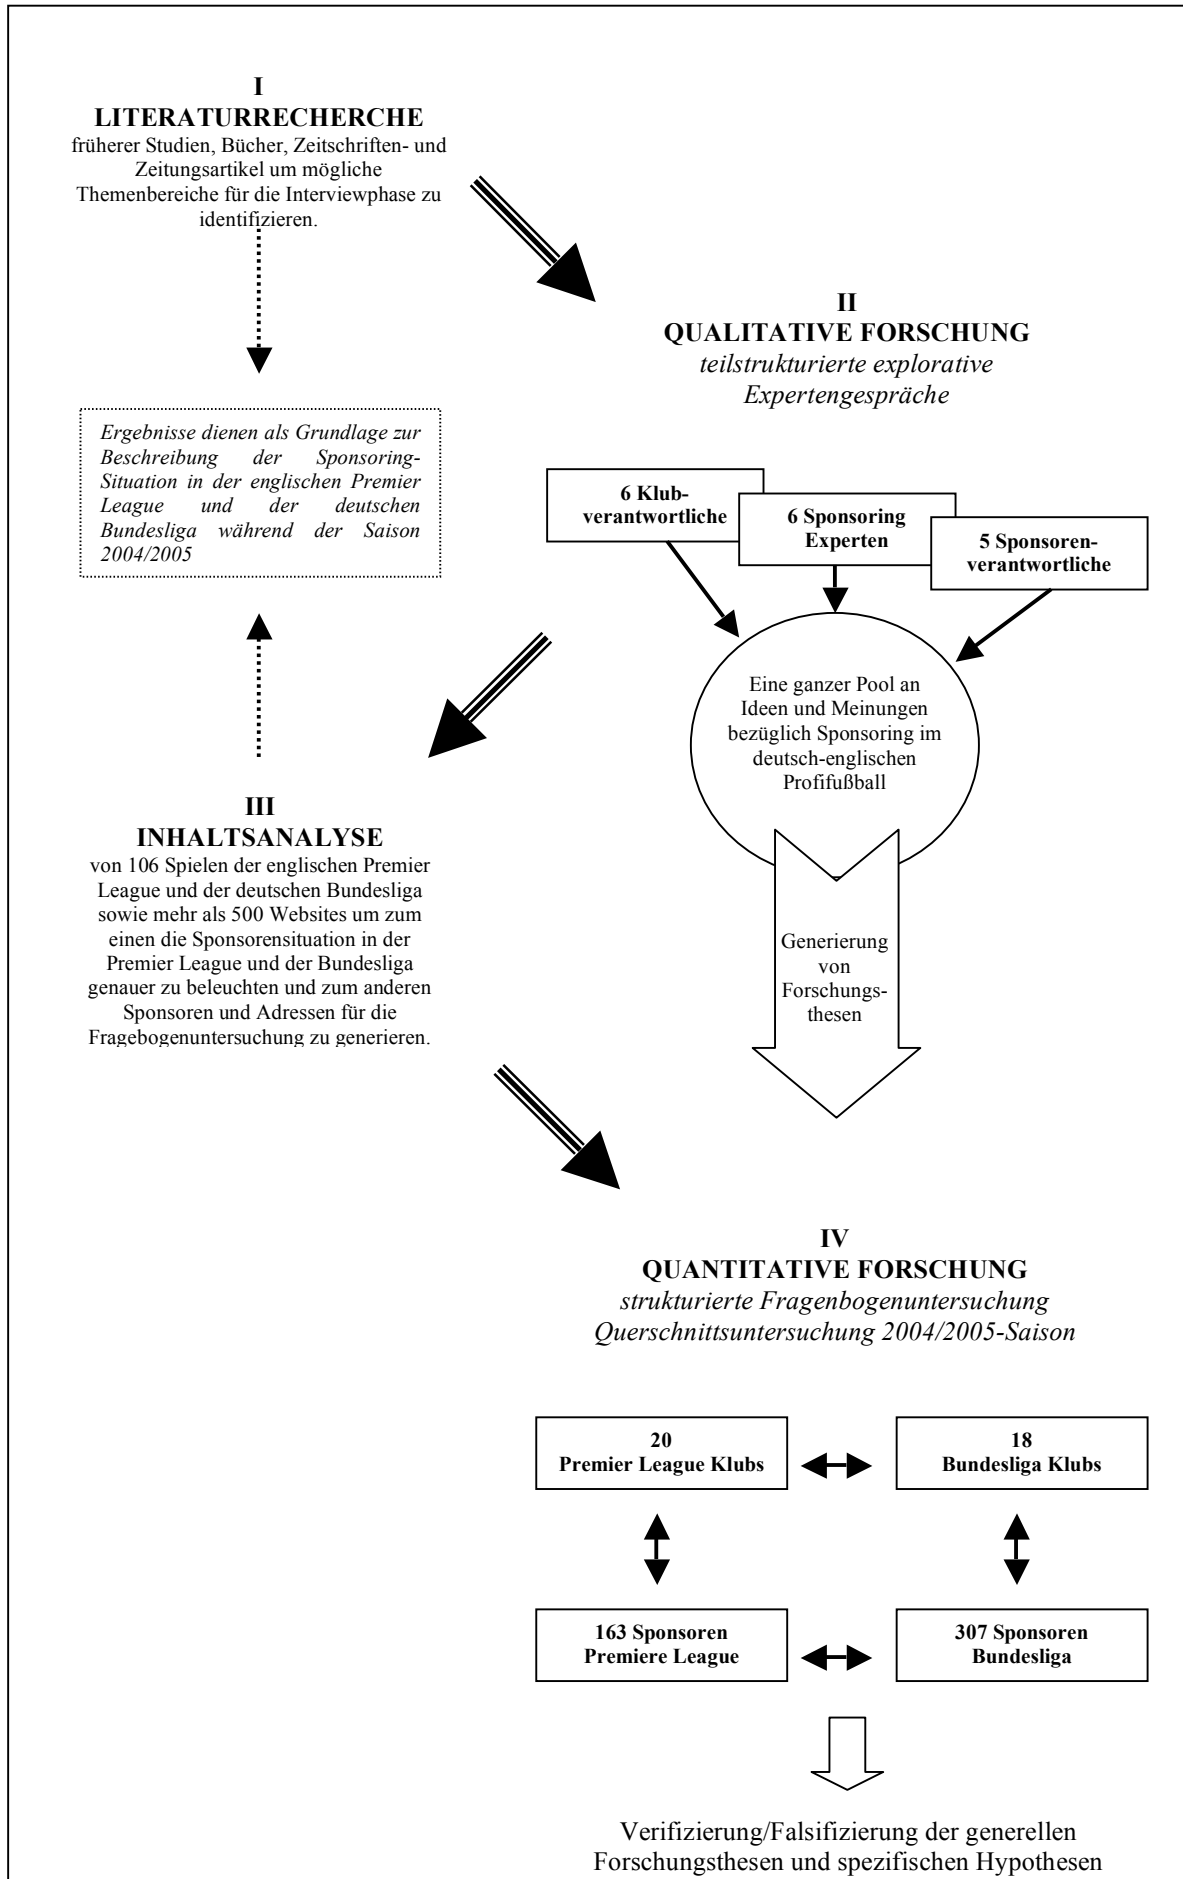 I
LITERATURRECHERCHE
früherer Studien, Bücher, Zeitschriften- und
Zeitungsartikel um mögliche
Themenbereiche für die Interviewphase zu
identifizieren.
II
QUALITATIVE FORSCHUNG
teilstrukturierte explorative
Expertengespräche
Ergebnisse dienen als Grundlage zur
Beschreibung der Sponsoring-
Situation in der englischen Premier
League und der deutschen
Bundesliga während der Saison
2004/2005
6 Klub-
verantwortliche
6 Sponsoring
Experten
5 Sponsoren-
verantwortliche
Eine ganzer Pool an
Ideen und Meinungen
bezüglich Sponsoring im
deutsch-englischen
Profifußball
III
INHALTSANALYSE
von 106 Spielen der englischen Premier
League und der deutschen Bundesliga
sowie mehr als 500 Websites um zum
einen die Sponsorensituation in der
Premier League und der Bundesliga
genauer zu beleuchten und zum anderen
Sponsoren und Adressen für die
Fragebogenuntersuchung zu generieren.
Generierung
von
Forschungs-
thesen
IV
QUANTITATIVE FORSCHUNG
strukturierte Fragenbogenuntersuchung
Querschnittsuntersuchung 2004/2005-Saison
20
Premier League Klubs
18
Bundesliga Klubs
163 Sponsoren
Premiere League
307 Sponsoren
Bundesliga
Verifizierung/Falsifizierung der generellen
Forschungsthesen und spezifischen Hypothesen